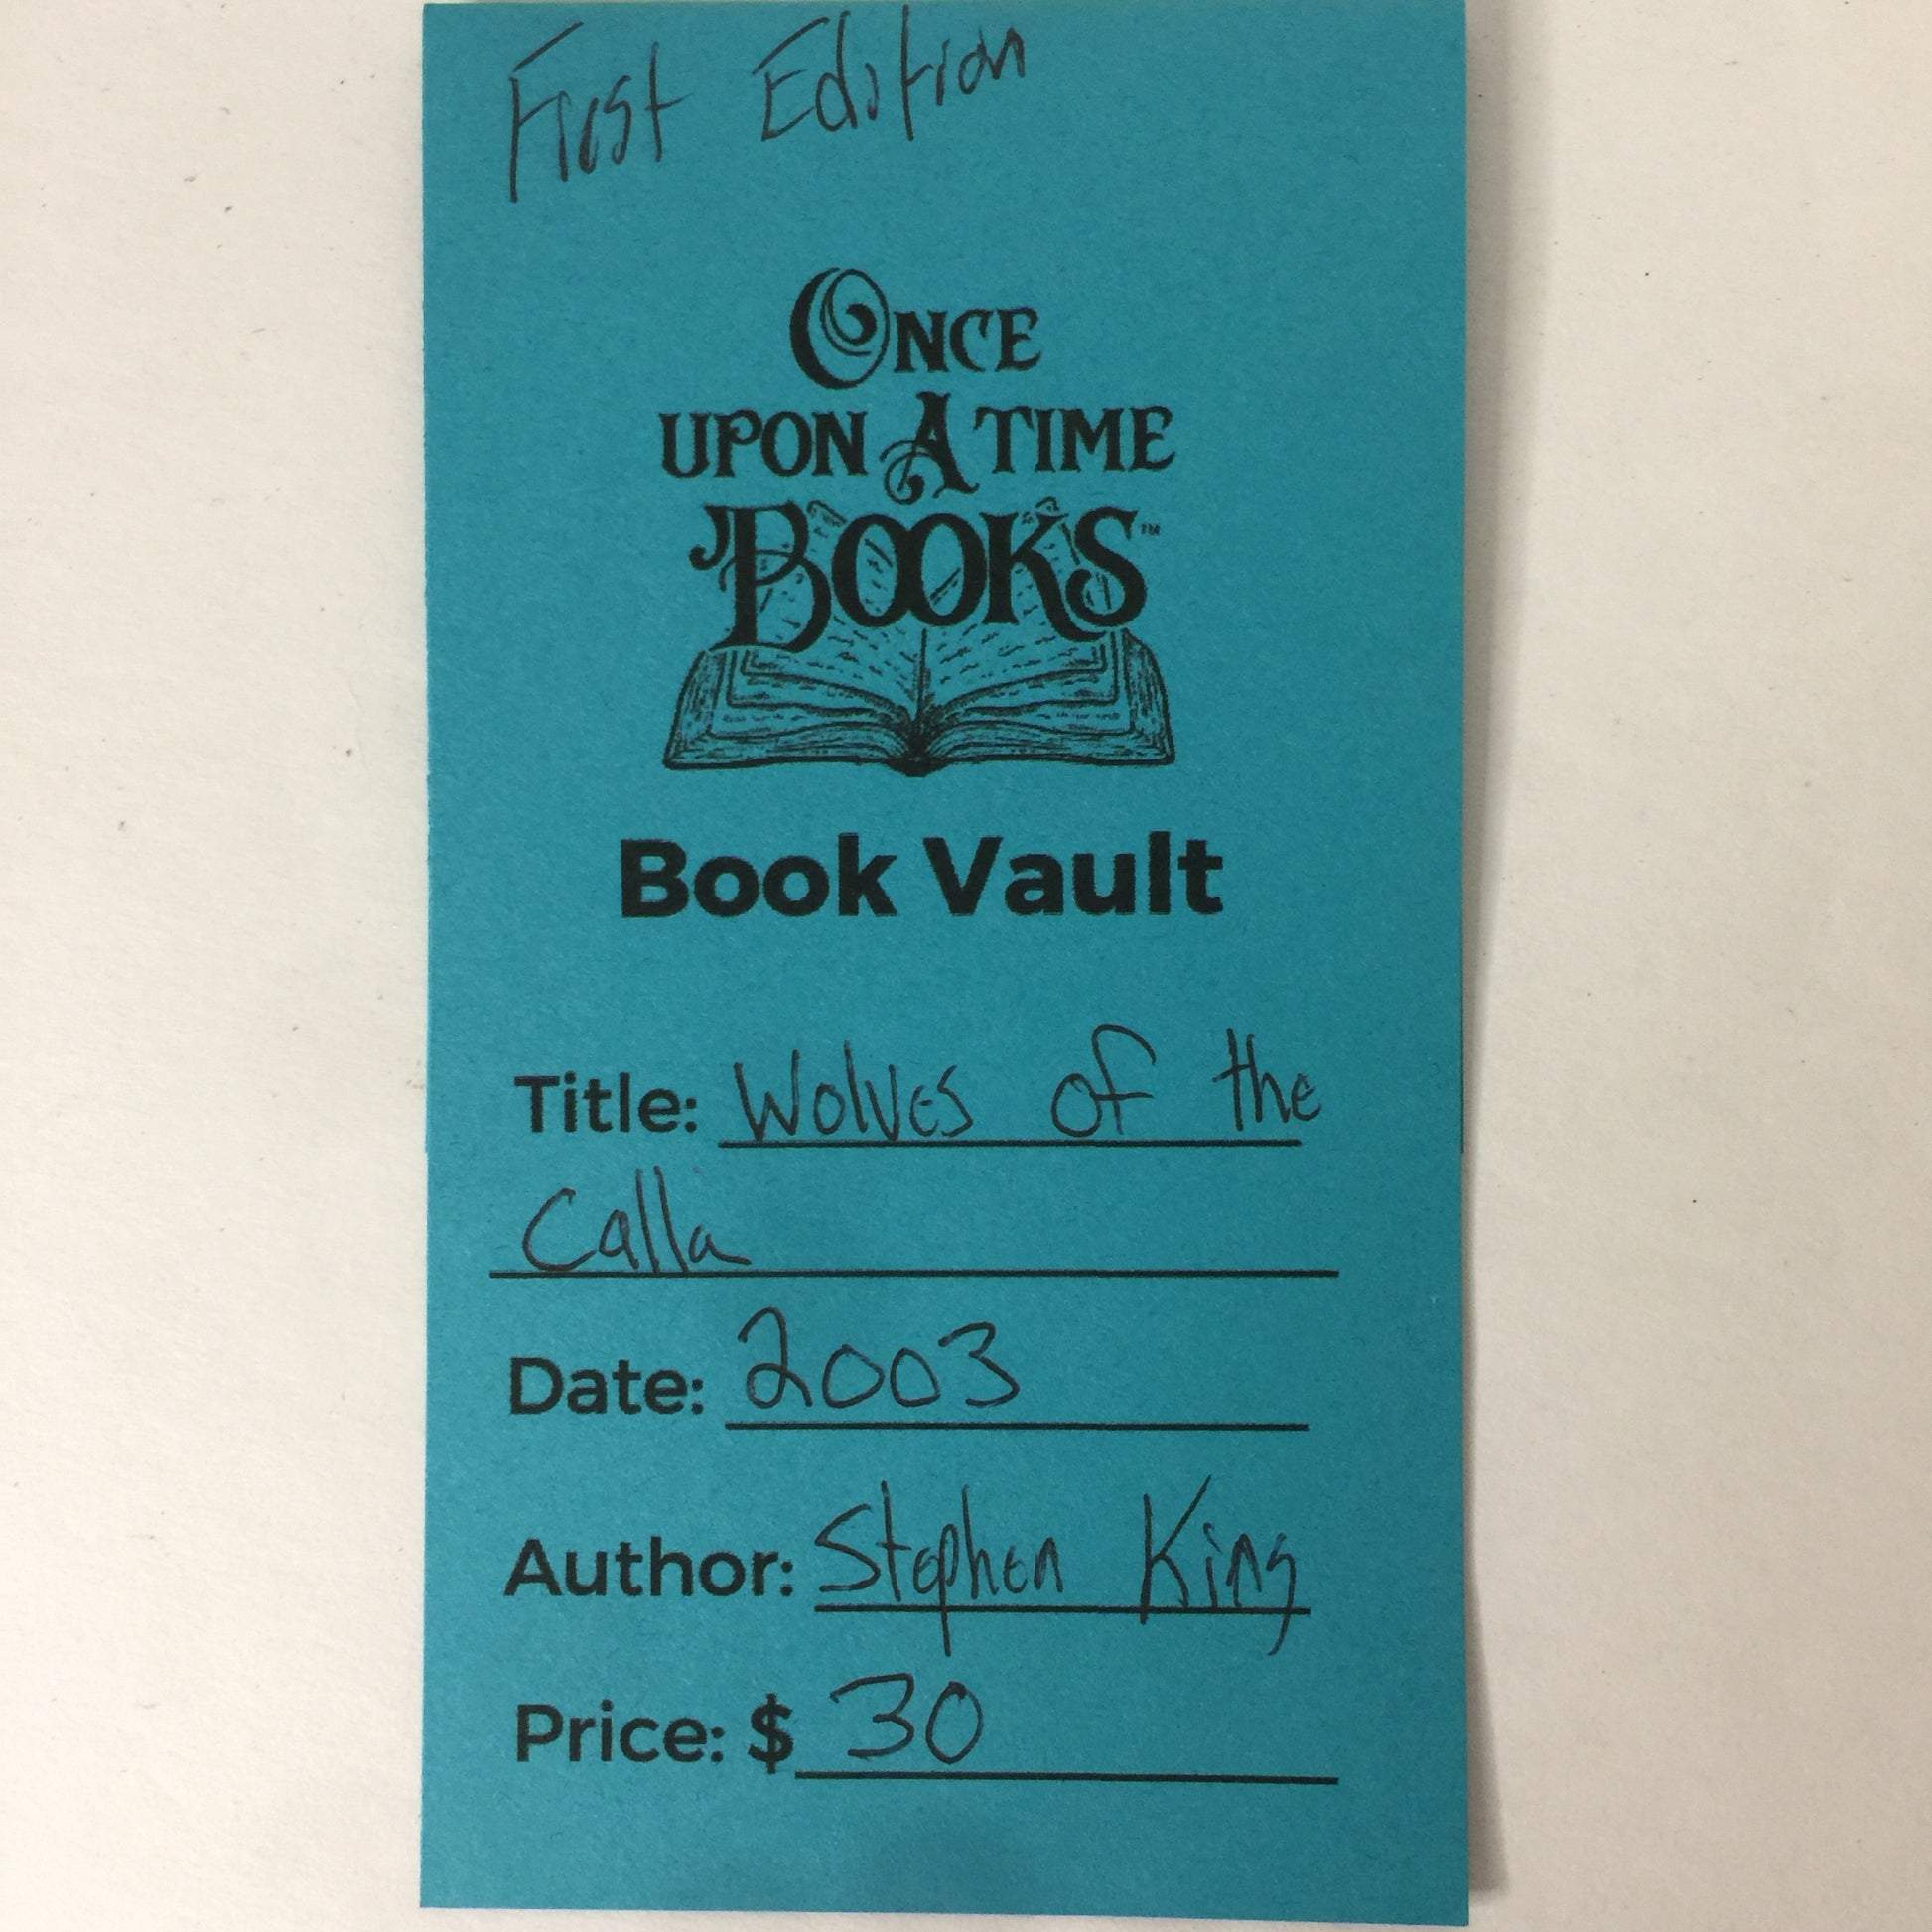 First Edition
ONCE
UPON A TIME
BOOKS™
Book Vault
Title: Wolves of the
Calla
Date: 2003
Author: Stephen King
Price: $ 30